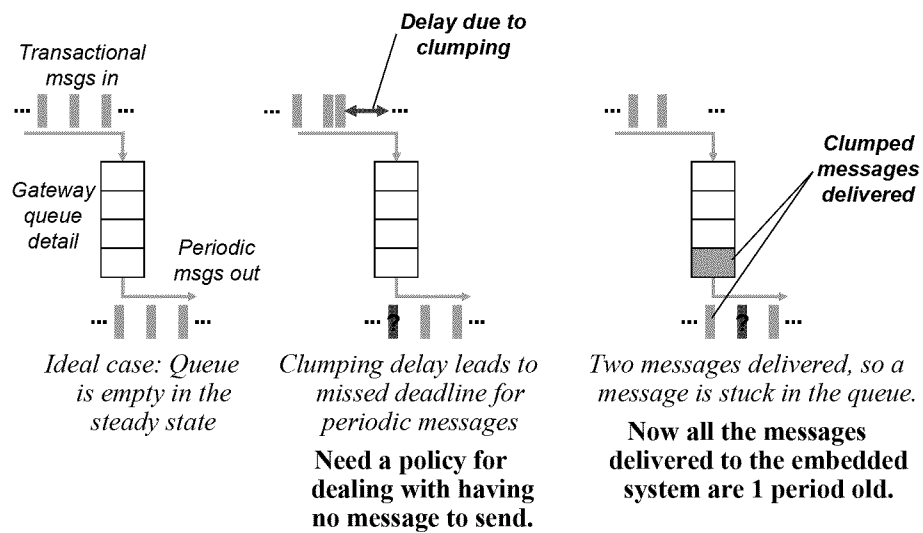 Transactional
msgs in
... ...
Gateway
queue
detail
Periodic
msgs out
... ...
Ideal case: Queue
is empty in the
steady state
Delay due to
clumping
... ...
... ? ...
Clumping delay leads to
missed deadline for
periodic messages
Need a policy for
dealing with having
no message to send.
... ...
Clumped
messages
delivered
... ? ...
Two messages delivered, so a
message is stuck in the queue.
Now all the messages
delivered to the embedded
system are 1 period old.